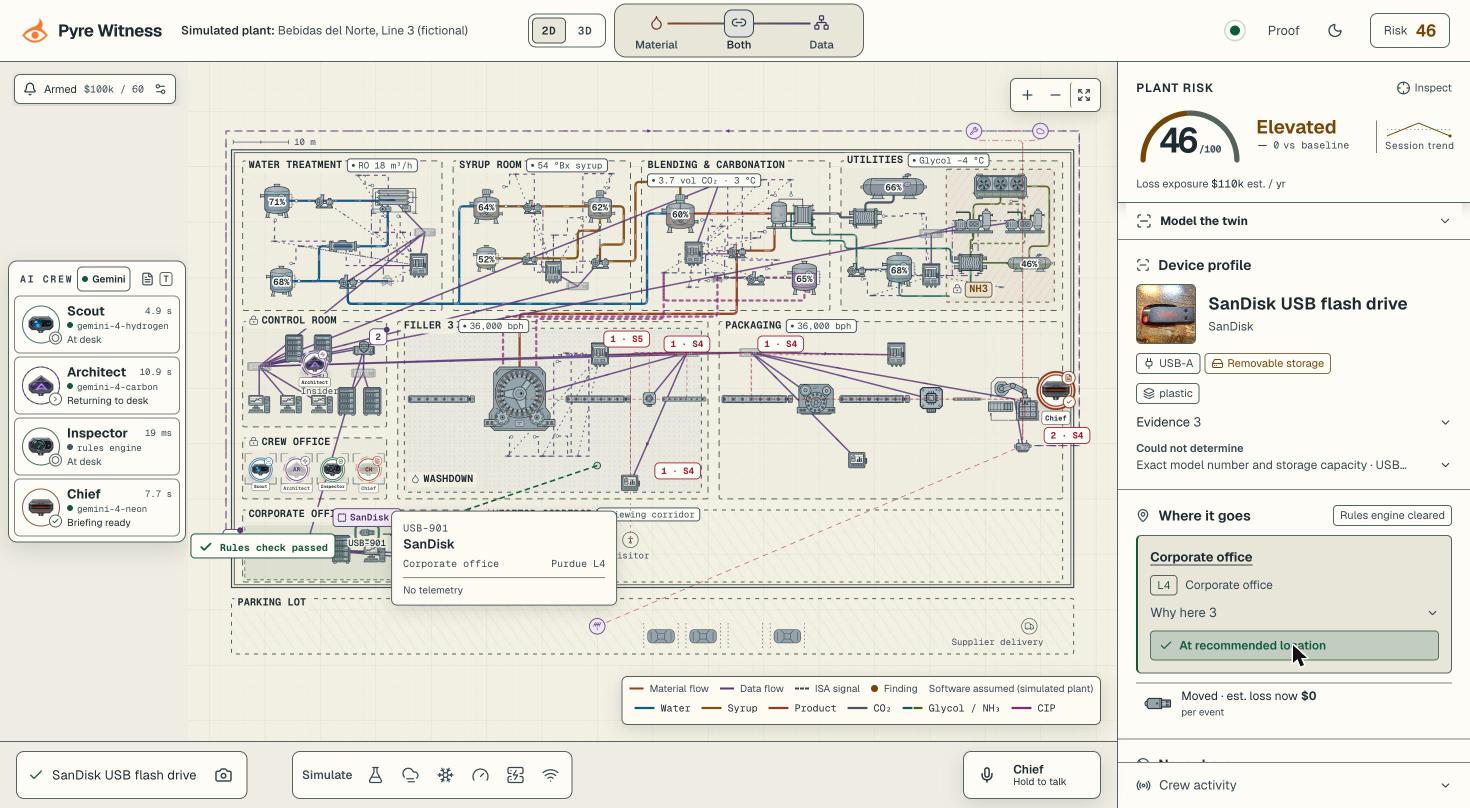 Pyre Witness
Simulated plant: Bebidas del Norte, Line 3 (fictional)
2D 3D
Material Both Data
Proof
Risk 46
Armed $100k / 60
10 m
WATER TREATMENT • RO 18 m³/h
SYRUP ROOM • 54 °Bx syrup
BLENDING & CARBONATION
• 3.7 vol CO₂ · 3 °C
UTILITIES • Glycol −4 °C
71%
68%
64%
62%
52%
60%
65%
66%
68%
46%
NH3
AI CREW Gemini T
Scout 4.9 s
gemini-4-hydrogen
At desk
Architect 10.9 s
gemini-4-carbon
Returning to desk
Inspector 19 ms
rules engine
At desk
Chief 7.7 s
gemini-4-neon
Briefing ready
CONTROL ROOM
2
Architect
FILLER 3 • 36,000 bph
1 · S5
1 · S4
PACKAGING • 36,000 bph
1 · S4
Chief
2 · S4
1 · S4
WASHDOWN
CREW OFFICE
AR
CH
Scout
Architect
Inspector
Chief
SanDisk
USB-901
Rules check passed
USB-901
SanDisk
Corporate office Purdue L4
No telemetry
PARKING LOT
Supplier delivery
Material flow Data flow ISA signal Finding Software assumed (simulated plant)
Water Syrup Product CO₂ Glycol / NH₃ CIP
SanDisk USB flash drive
Simulate
Chief
Hold to talk
PLANT RISK Inspect
46 /100
Elevated
— 0 vs baseline
Session trend
Loss exposure $110k est. / yr
Model the twin
Device profile
SanDisk USB flash drive
SanDisk
USB-A Removable storage
plastic
Evidence 3
Could not determine
Exact model number and storage capacity · USB…
Where it goes Rules engine cleared
Corporate office
L4 Corporate office
Why here 3
At recommended location
Moved · est. loss now $0
per event
Crew activity